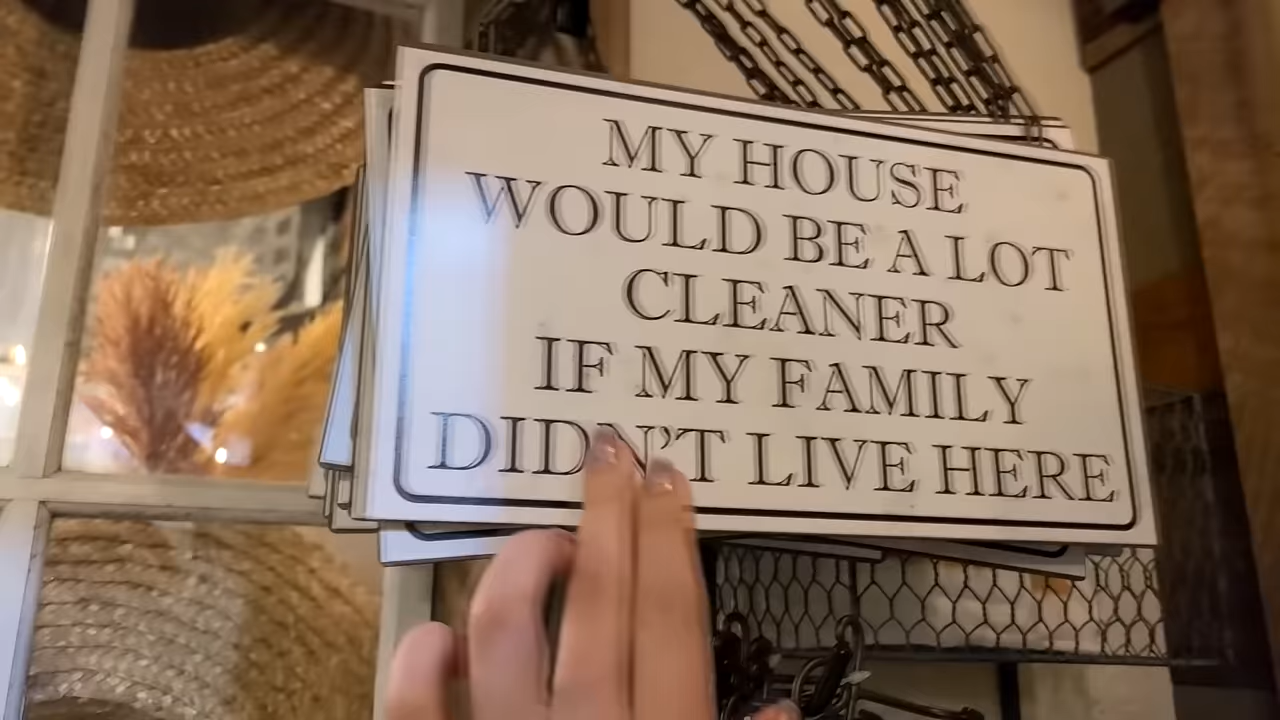 MY HOUSE
WOULD BE A LOT
CLEANER
IF MY FAMILY
DIDN'T LIVE HERE